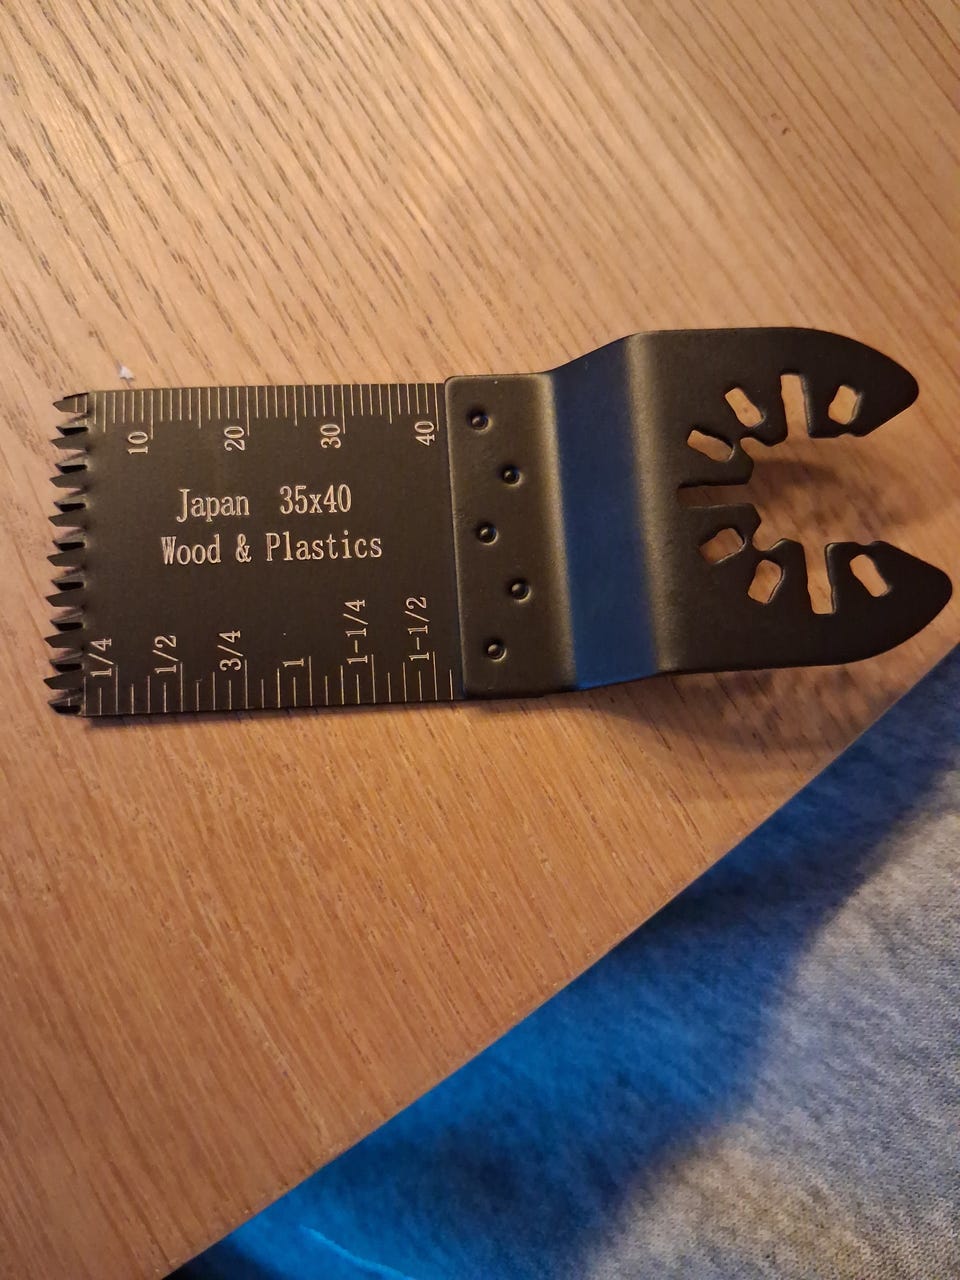 10 20 30 40
Japan 35x40
Wood & Plastics
1/4 1/2 3/4 1 1-1/4 1-1/2